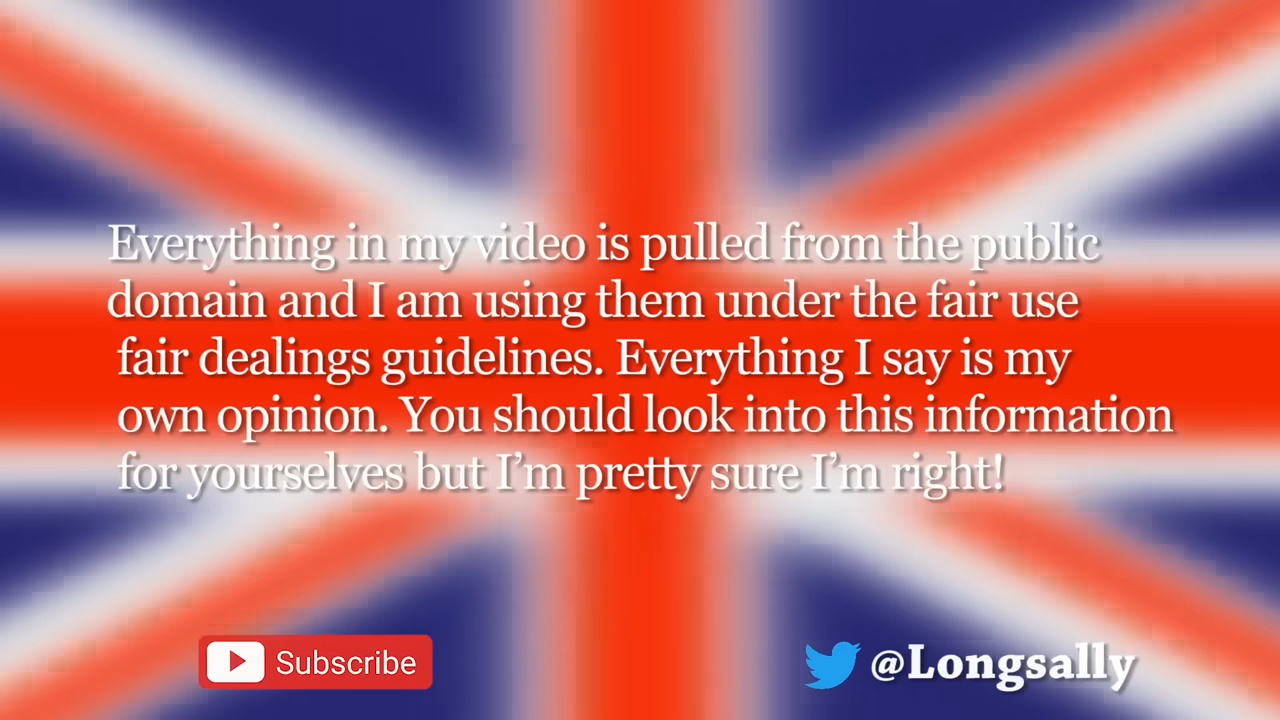 Everything in my video is pulled from the public
domain and I am using them under the fair use
fair dealings guidelines. Everything I say is my
own opinion. You should look into this information
for yourselves but I’m pretty sure I’m right!
Subscribe
@Longsally